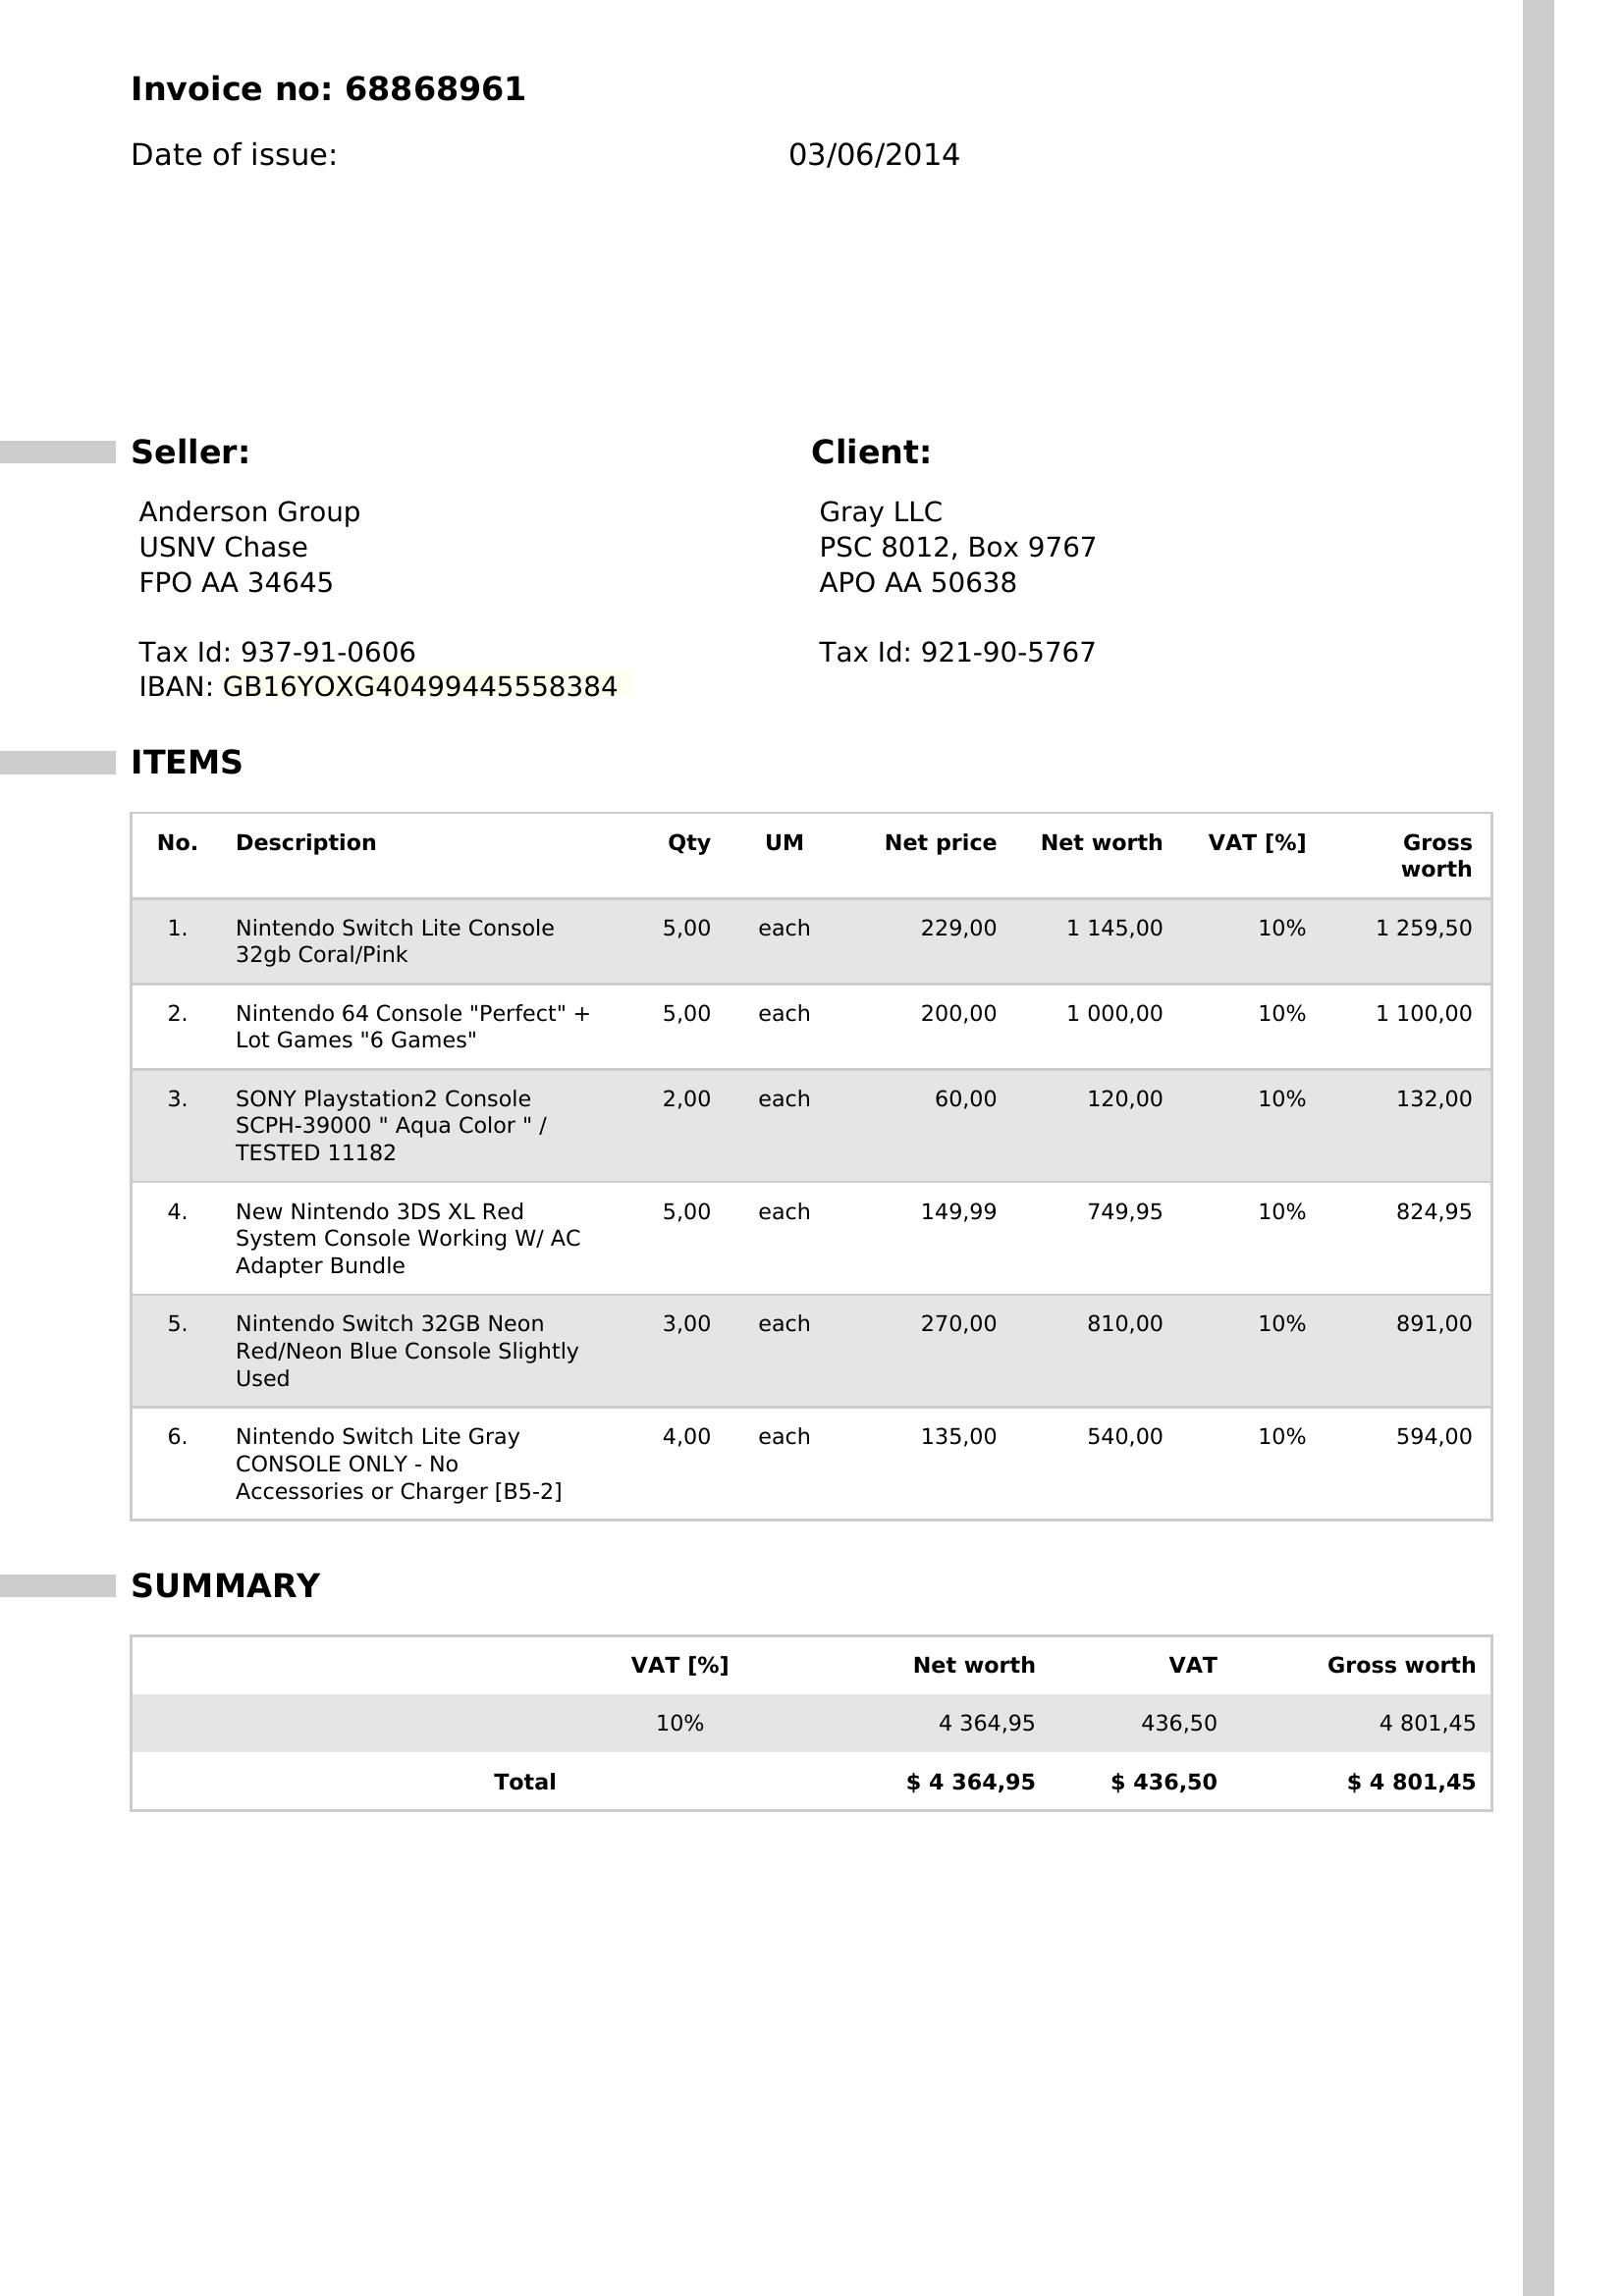 Invoice no: 68868961
Date of issue: 03/06/2014
Seller: Client:
Anderson Group Gray LLC
USNV Chase PSC 8012, Box 9767
FPO AA 34645 APO AA 50638
Tax Id: 937-91-0606 Tax Id: 921-90-5767
IBAN: GB16YOXG40499445558384
ITEMS
No. Description Qty UM Net price Net worth VAT [%] Gross
worth
1. Nintendo Switch Lite Console 5,00 each 229,00 1 145,00 10% 1 259,50
32gb Coral/Pink
2. Nintendo 64 Console "Perfect" + 5,00 each 200,00 1 000,00 10% 1 100,00
Lot Games "6 Games"
3. SONY Playstation2 Console 2,00 each 60,00 120,00 10% 132,00
SCPH-39000 " Aqua Color " /
TESTED 11182
4. New Nintendo 3DS XL Red 5,00 each 149,99 749,95 10% 824,95
System Console Working W/ AC
Adapter Bundle
5. Nintendo Switch 32GB Neon 3,00 each 270,00 810,00 10% 891,00
Red/Neon Blue Console Slightly
Used
6. Nintendo Switch Lite Gray 4,00 each 135,00 540,00 10% 594,00
CONSOLE ONLY - No
Accessories or Charger [B5-2]
SUMMARY
VAT [%] Net worth VAT Gross worth
10% 4 364,95 436,50 4 801,45
Total $ 4 364,95 $ 436,50 $ 4 801,45